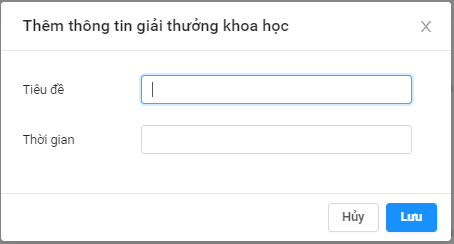 Thêm thông tin giải thưởng khoa học
Tiêu đề
Thời gian
Hủy Lưu